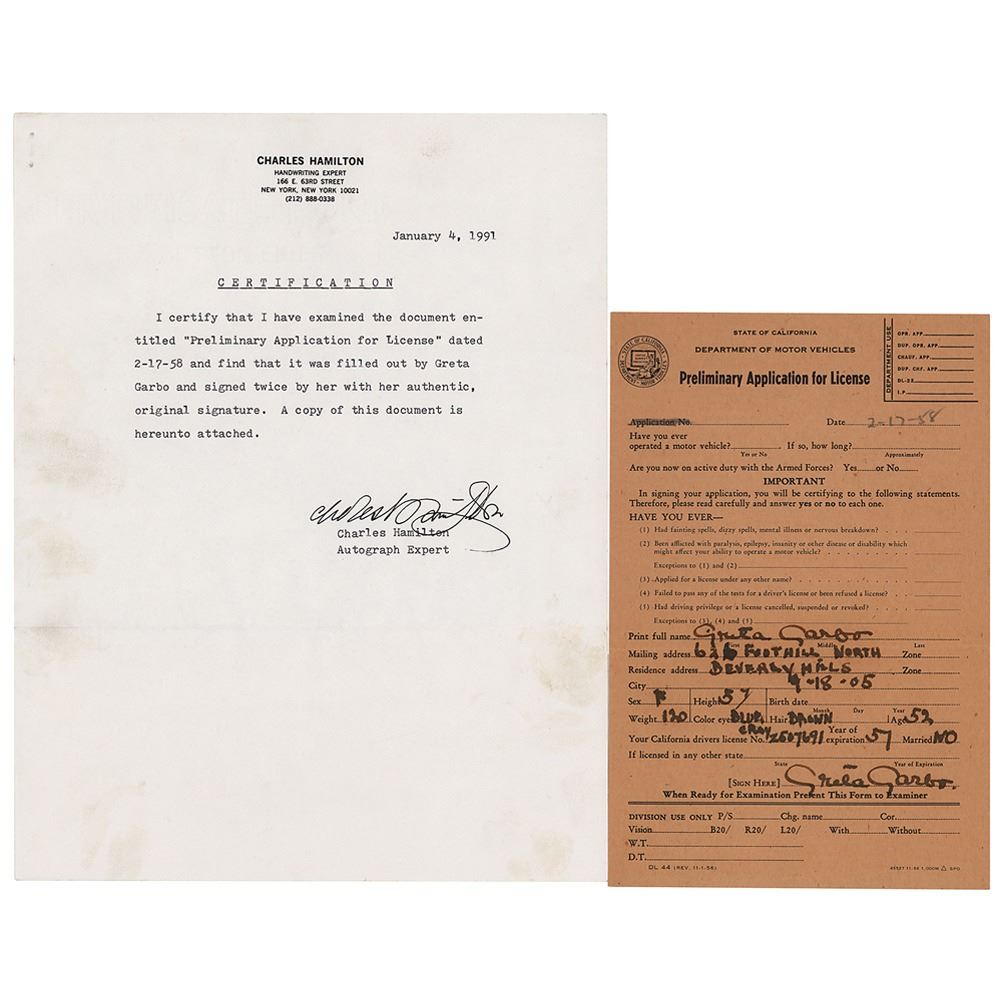 CHARLES HAMILTON
HANDWRITING EXPERT
166 E. 63RD STREET
NEW YORK, NEW YORK 10021
(212) 888-0338
January 4, 1991
CERTIFICATION
I certify that I have examined the document en-
titled "Preliminary Application for License" dated
2-17-58 and find that it was filled out by Greta
Garbo and signed twice by her with her authentic,
original signature. A copy of this document is
hereunto attached.
Charles Hamilton
Charles Hamilton
Autograph Expert
STATE OF CALIFORNIA
DEPARTMENT OF MOTOR VEHICLES
Preliminary Application for License
DEPARTMENT USE
OPR. APP.
DUP. OPR. APP.
CHAUF. APP.
DUP. CHF. APP.
DL-22
I.P.
Application No. Date 2-17-58
Have you ever
operated a motor vehicle? If so, how long?
Yes or No Approximately
Are you now on active duty with the Armed Forces? Yes or No
IMPORTANT
In signing your application, you will be certifying to the following statements.
Therefore, please read carefully and answer yes or no to each one.
HAVE YOU EVER—
(1) Had fainting spells, dizzy spells, mental illness or nervous breakdown?
(2) Been afflicted with paralysis, epilepsy, insanity or other disease or disability which
might affect your ability to operate a motor vehicle?
Exceptions to (1) and (2)
(3) Applied for a license under any other name?
(4) Failed to pass any of the tests for a driver's license or been refused a license?
(5) Had driving privilege or a license cancelled, suspended or revoked?
Exceptions to (3), (4) and (5)
Print full name Greta Garbo
First Middle Last
Mailing address FOOTHILL NORTH Zone
Residence address BEVERLY HILLS Zone
City 9-18-05
Sex F Height 5 7 Birth date
Month Day Year
Weight 120 Color eyes BLUE GRAY Hair BROWN Age 52
Your California drivers license No. Z507691 Year of expiration 57 Married NO
If licensed in any other state
State Year of Expiration
[SIGN HERE] Greta Garbo.
When Ready for Examination Present This Form to Examiner
DIVISION USE ONLY P/S Chg. name Cor.
Vision B20/ R20/ L20/ With Without
W.T.
D.T.
DL 44 (REV. 11-1-56)
SPO